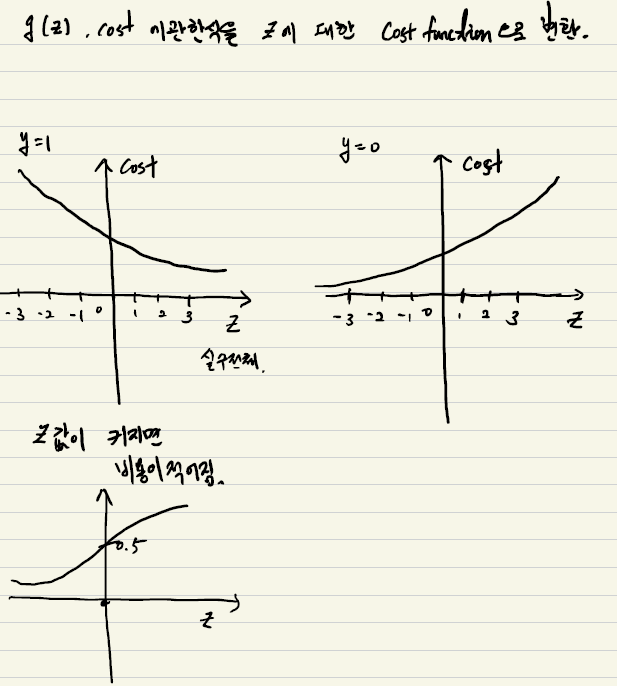 g(z). cost 에관한식을 z에 대한 Cost function으로 변환.
y=1
cost
-3 -2 -1 0 1 2 3
z
실수전체.
y=0
cost
-3 -2 -1 0 1 2 3
z
z값이 커지면
비용이적어짐.
0.5
z